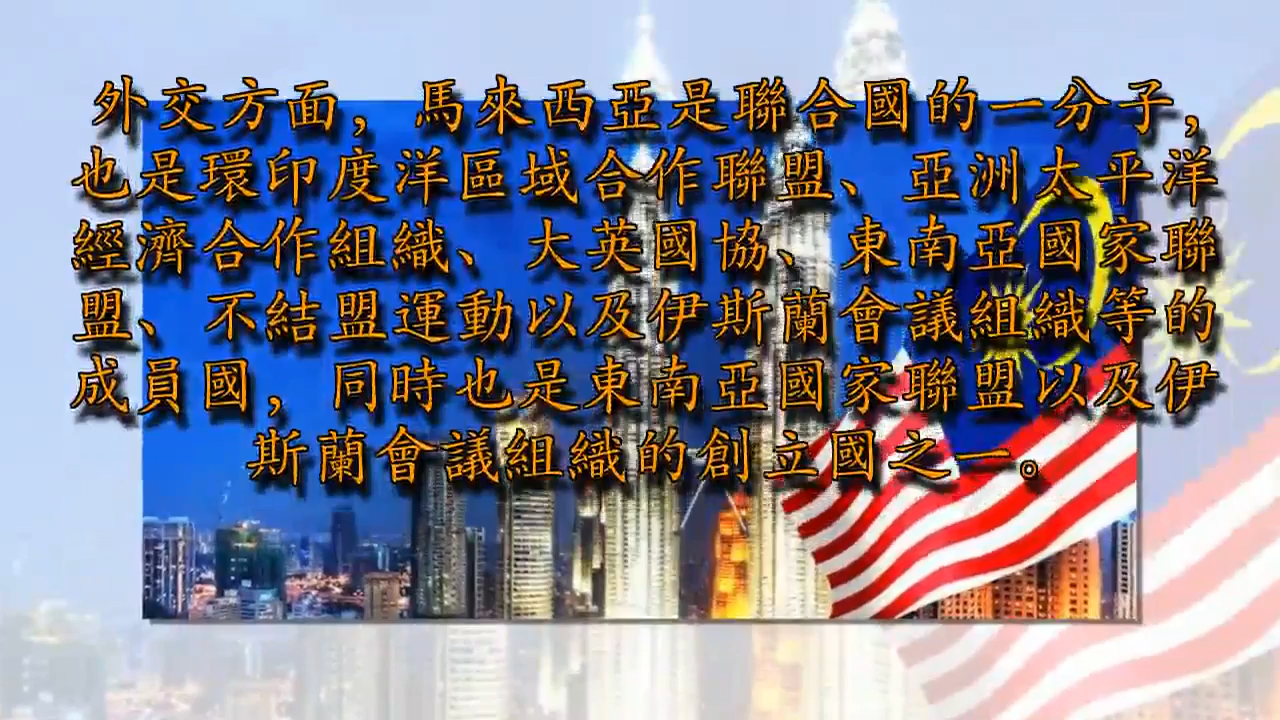 外交方面，馬來西亞是聯合國的一分子，
也是環印度洋區域合作聯盟、亞洲太平洋
經濟合作組織、大英國協、東南亞國家聯
盟、不結盟運動以及伊斯蘭會議組織等的
成員國，同時也是東南亞國家聯盟以及伊
斯蘭會議組織的創立國之一。